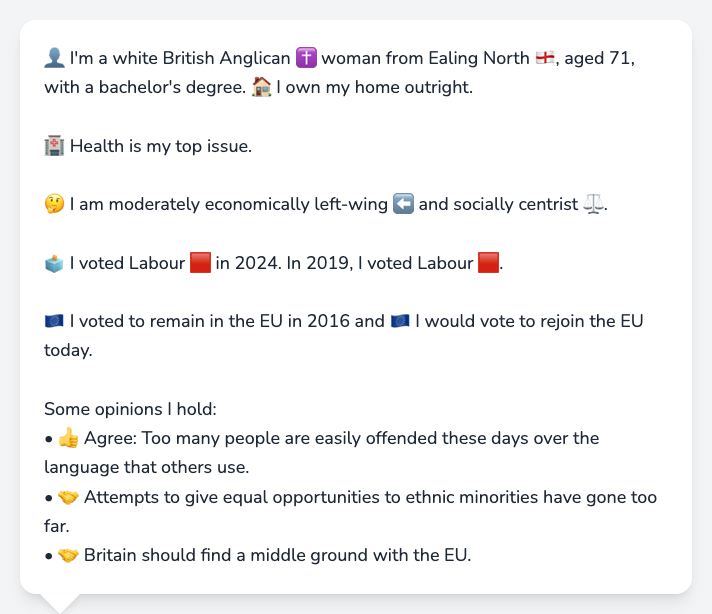 👤 I'm a white British Anglican ✝️ woman from Ealing North 🏴󠁧󠁢󠁥󠁮󠁧󠁿, aged 71,
with a bachelor's degree. 🏠 I own my home outright.
🏥 Health is my top issue.
🤔 I am moderately economically left-wing ⬅️ and socially centrist ⚖️.
🗳️ I voted Labour 🟥 in 2024. In 2019, I voted Labour 🟥.
🇪🇺 I voted to remain in the EU in 2016 and 🇪🇺 I would vote to rejoin the EU
today.
Some opinions I hold:
• 👍 Agree: Too many people are easily offended these days over the
language that others use.
• 🤝 Attempts to give equal opportunities to ethnic minorities have gone too
far.
• 🤝 Britain should find a middle ground with the EU.